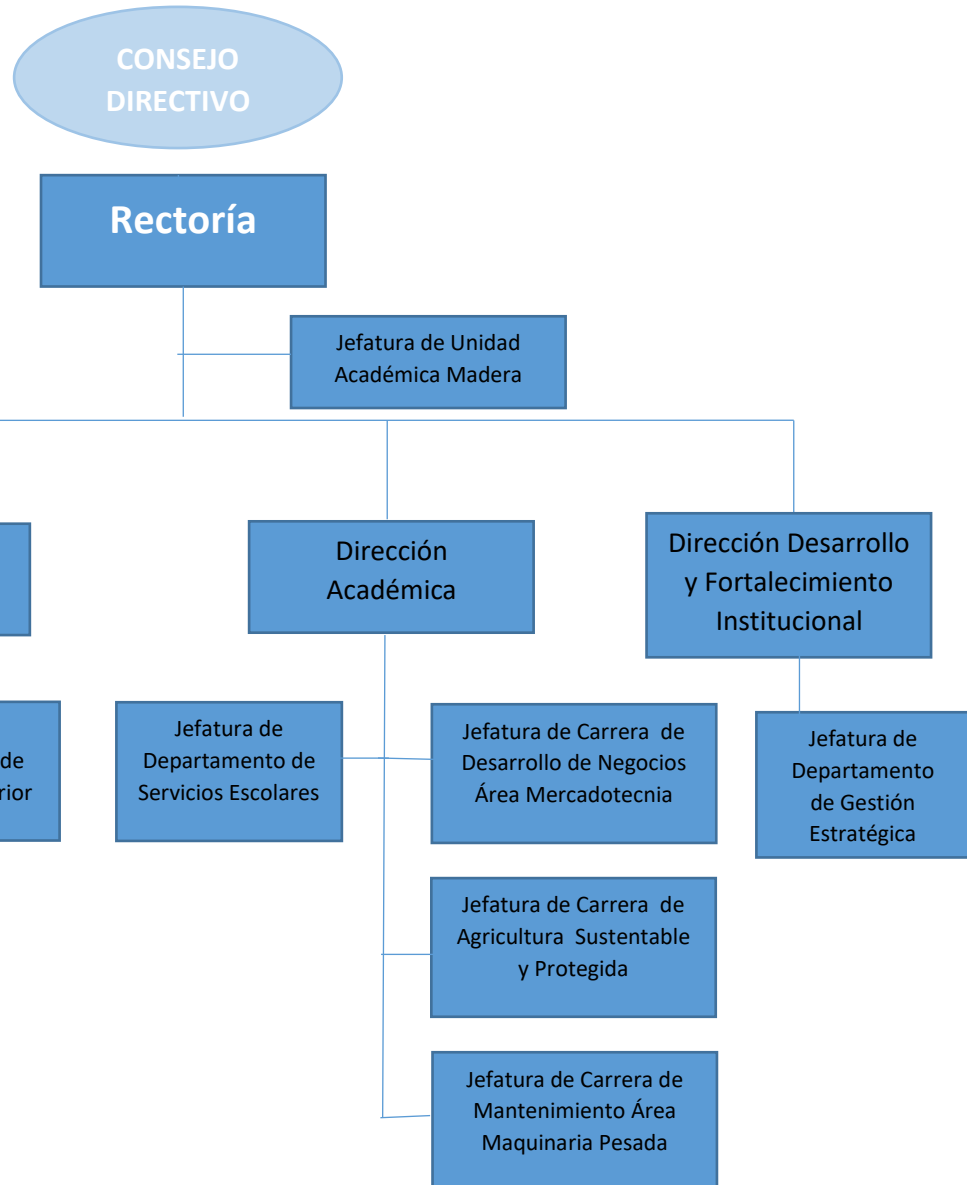 CONSEJO
DIRECTIVO
Rectoría
Jefatura de Unidad
Académica Madera
Dirección
Académica
Dirección Desarrollo
y Fortalecimiento
Institucional
de
rior
Jefatura de
Departamento de
Servicios Escolares
Jefatura de Carrera de
Desarrollo de Negocios
Área Mercadotecnia
Jefatura de
Departamento
de Gestión
Estratégica
Jefatura de Carrera de
Agricultura Sustentable
y Protegida
Jefatura de Carrera de
Mantenimiento Área
Maquinaria Pesada